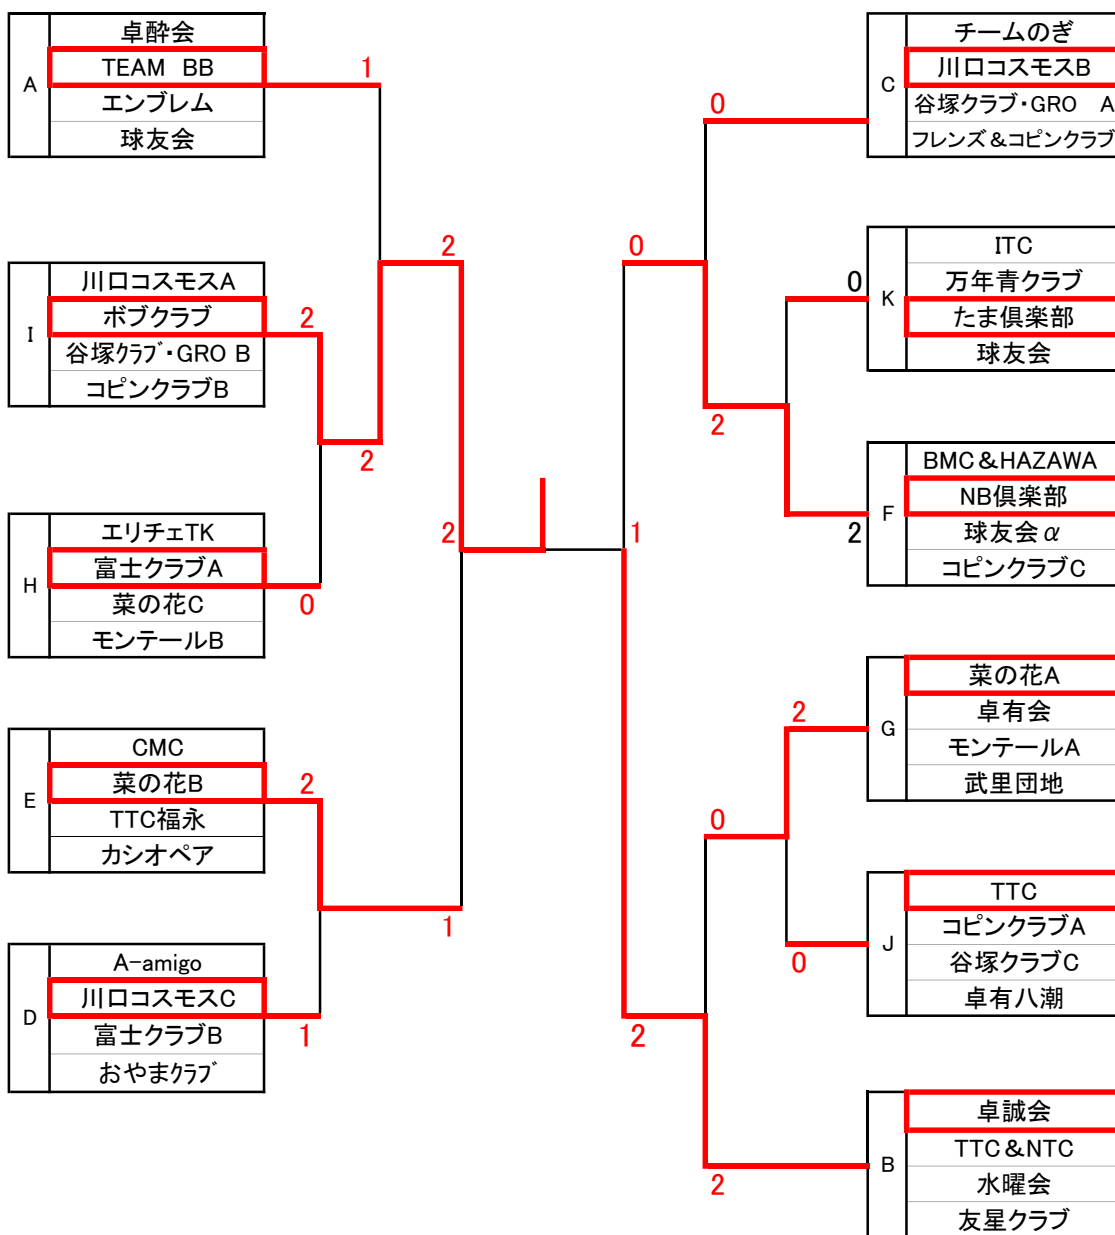 卓酔会
A
TEAM BB
エンブレム
球友会
1
川口コスモスA
I
ボブクラブ
谷塚クラブ・GRO B
コピンクラブB
2
2
2
エリチェTK
H
富士クラブA
菜の花C
モンテールB
0
CMC
E
菜の花B
TTC福永
カシオペア
2
A-amigo
D
川口コスモスC
富士クラブB
おやまクラブ
1
1
2
1
チームのぎ
C
川口コスモスB
谷塚クラブ・GRO A
フレンズ&コピンクラブ
0
0
ITC
K
万年青クラブ
たま倶楽部
球友会
0
2
BMC&HAZAWA
F
NB倶楽部
球友会α
コピンクラブC
2
菜の花A
G
卓有会
モンテールA
武里団地
2
0
TTC
J
コピンクラブA
谷塚クラブC
卓有八潮
0
2
卓誠会
B
TTC&NTC
水曜会
友星クラブ
2